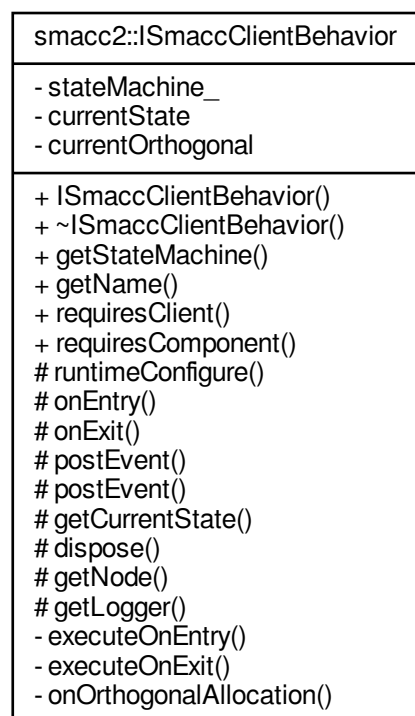 smacc2::ISmaccClientBehavior
- stateMachine_
- currentState
- currentOrthogonal
+ ISmaccClientBehavior()
+ ~ISmaccClientBehavior()
+ getStateMachine()
+ getName()
+ requiresClient()
+ requiresComponent()
# runtimeConfigure()
# onEntry()
# onExit()
# postEvent()
# postEvent()
# getCurrentState()
# dispose()
# getNode()
# getLogger()
- executeOnEntry()
- executeOnExit()
- onOrthogonalAllocation()